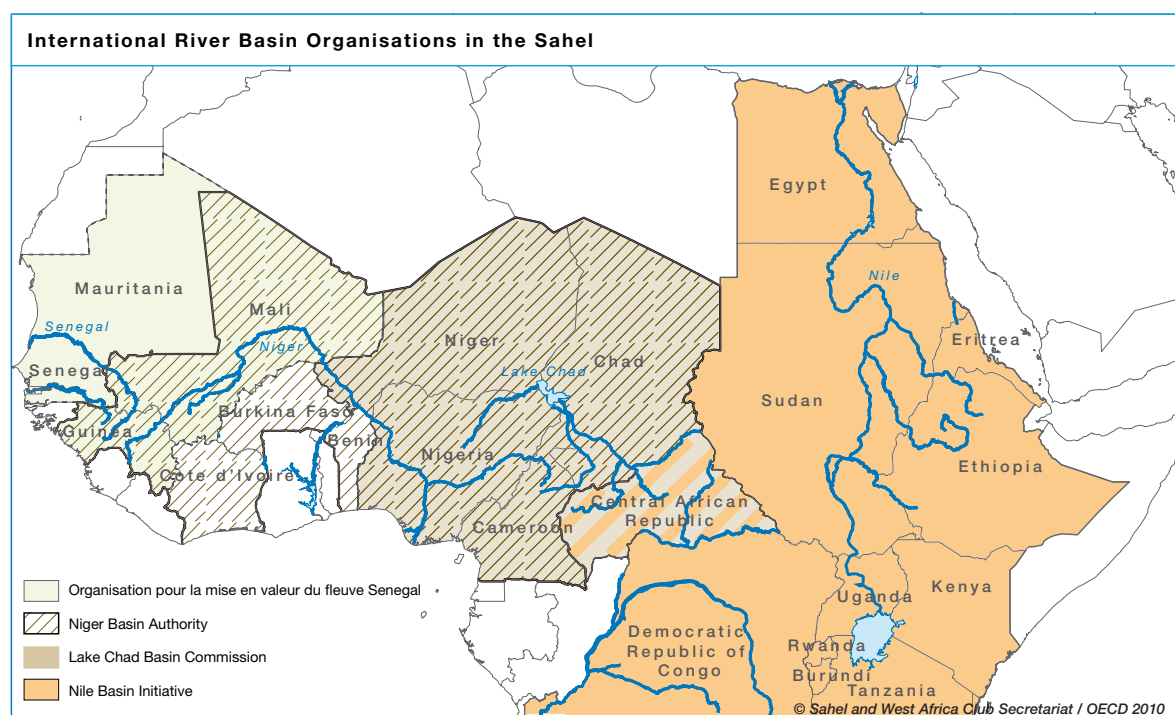 International River Basin Organisations in the Sahel
Egypt
Nile
Mauritania
Mali
Senegal
Niger
Niger
Chad
Eritrea
Lake Chad
Senega
Sudan
Burkina Faso
Guinea
Benin
Nigeria
Ethiopia
Côte d'Ivoire
Central African
Republic
Cameroon
Kenya
Uganda
Organisation pour la mise en valeur du fleuve Senegal
Niger Basin Authority
Democratic
Republic of
Congo
Rwanda
Lake Chad Basin Commission
Burundi
Nile Basin Initiative
Tanzania
© Sahel and West Africa Club Secretariat / OECD 2010